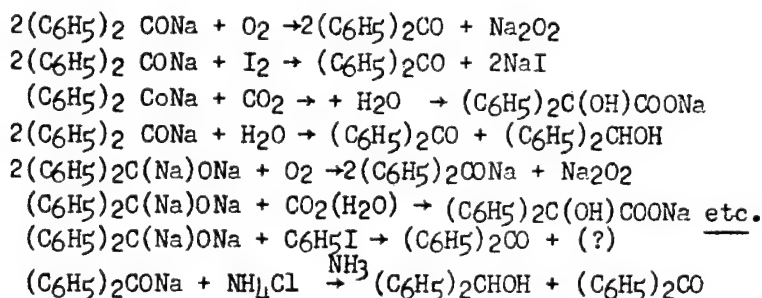 2(C6H5)2 CONa + O2 →2(C6H5)2CO + Na2O2
2(C6H5)2 CONa + I2 → (C6H5)2CO + 2NaI
(C6H5)2 CoNa + CO2 → + H2O → (C6H5)2C(OH)COONa
2(C6H5)2 CONa + H2O → (C6H5)2CO + (C6H5)2CHOH
2(C6H5)2C(Na)ONa + O2 →2(C6H5)2CONa + Na2O2
(C6H5)2C(Na)ONa + CO2(H2O) → (C6H5)2C(OH)COONa etc.
(C6H5)2C(Na)ONa + C6H5I → (C6H5)2CO + (?)
NH3
(C6H5)2CONa + NH4Cl → (C6H5)2CHOH + (C6H5)2CO